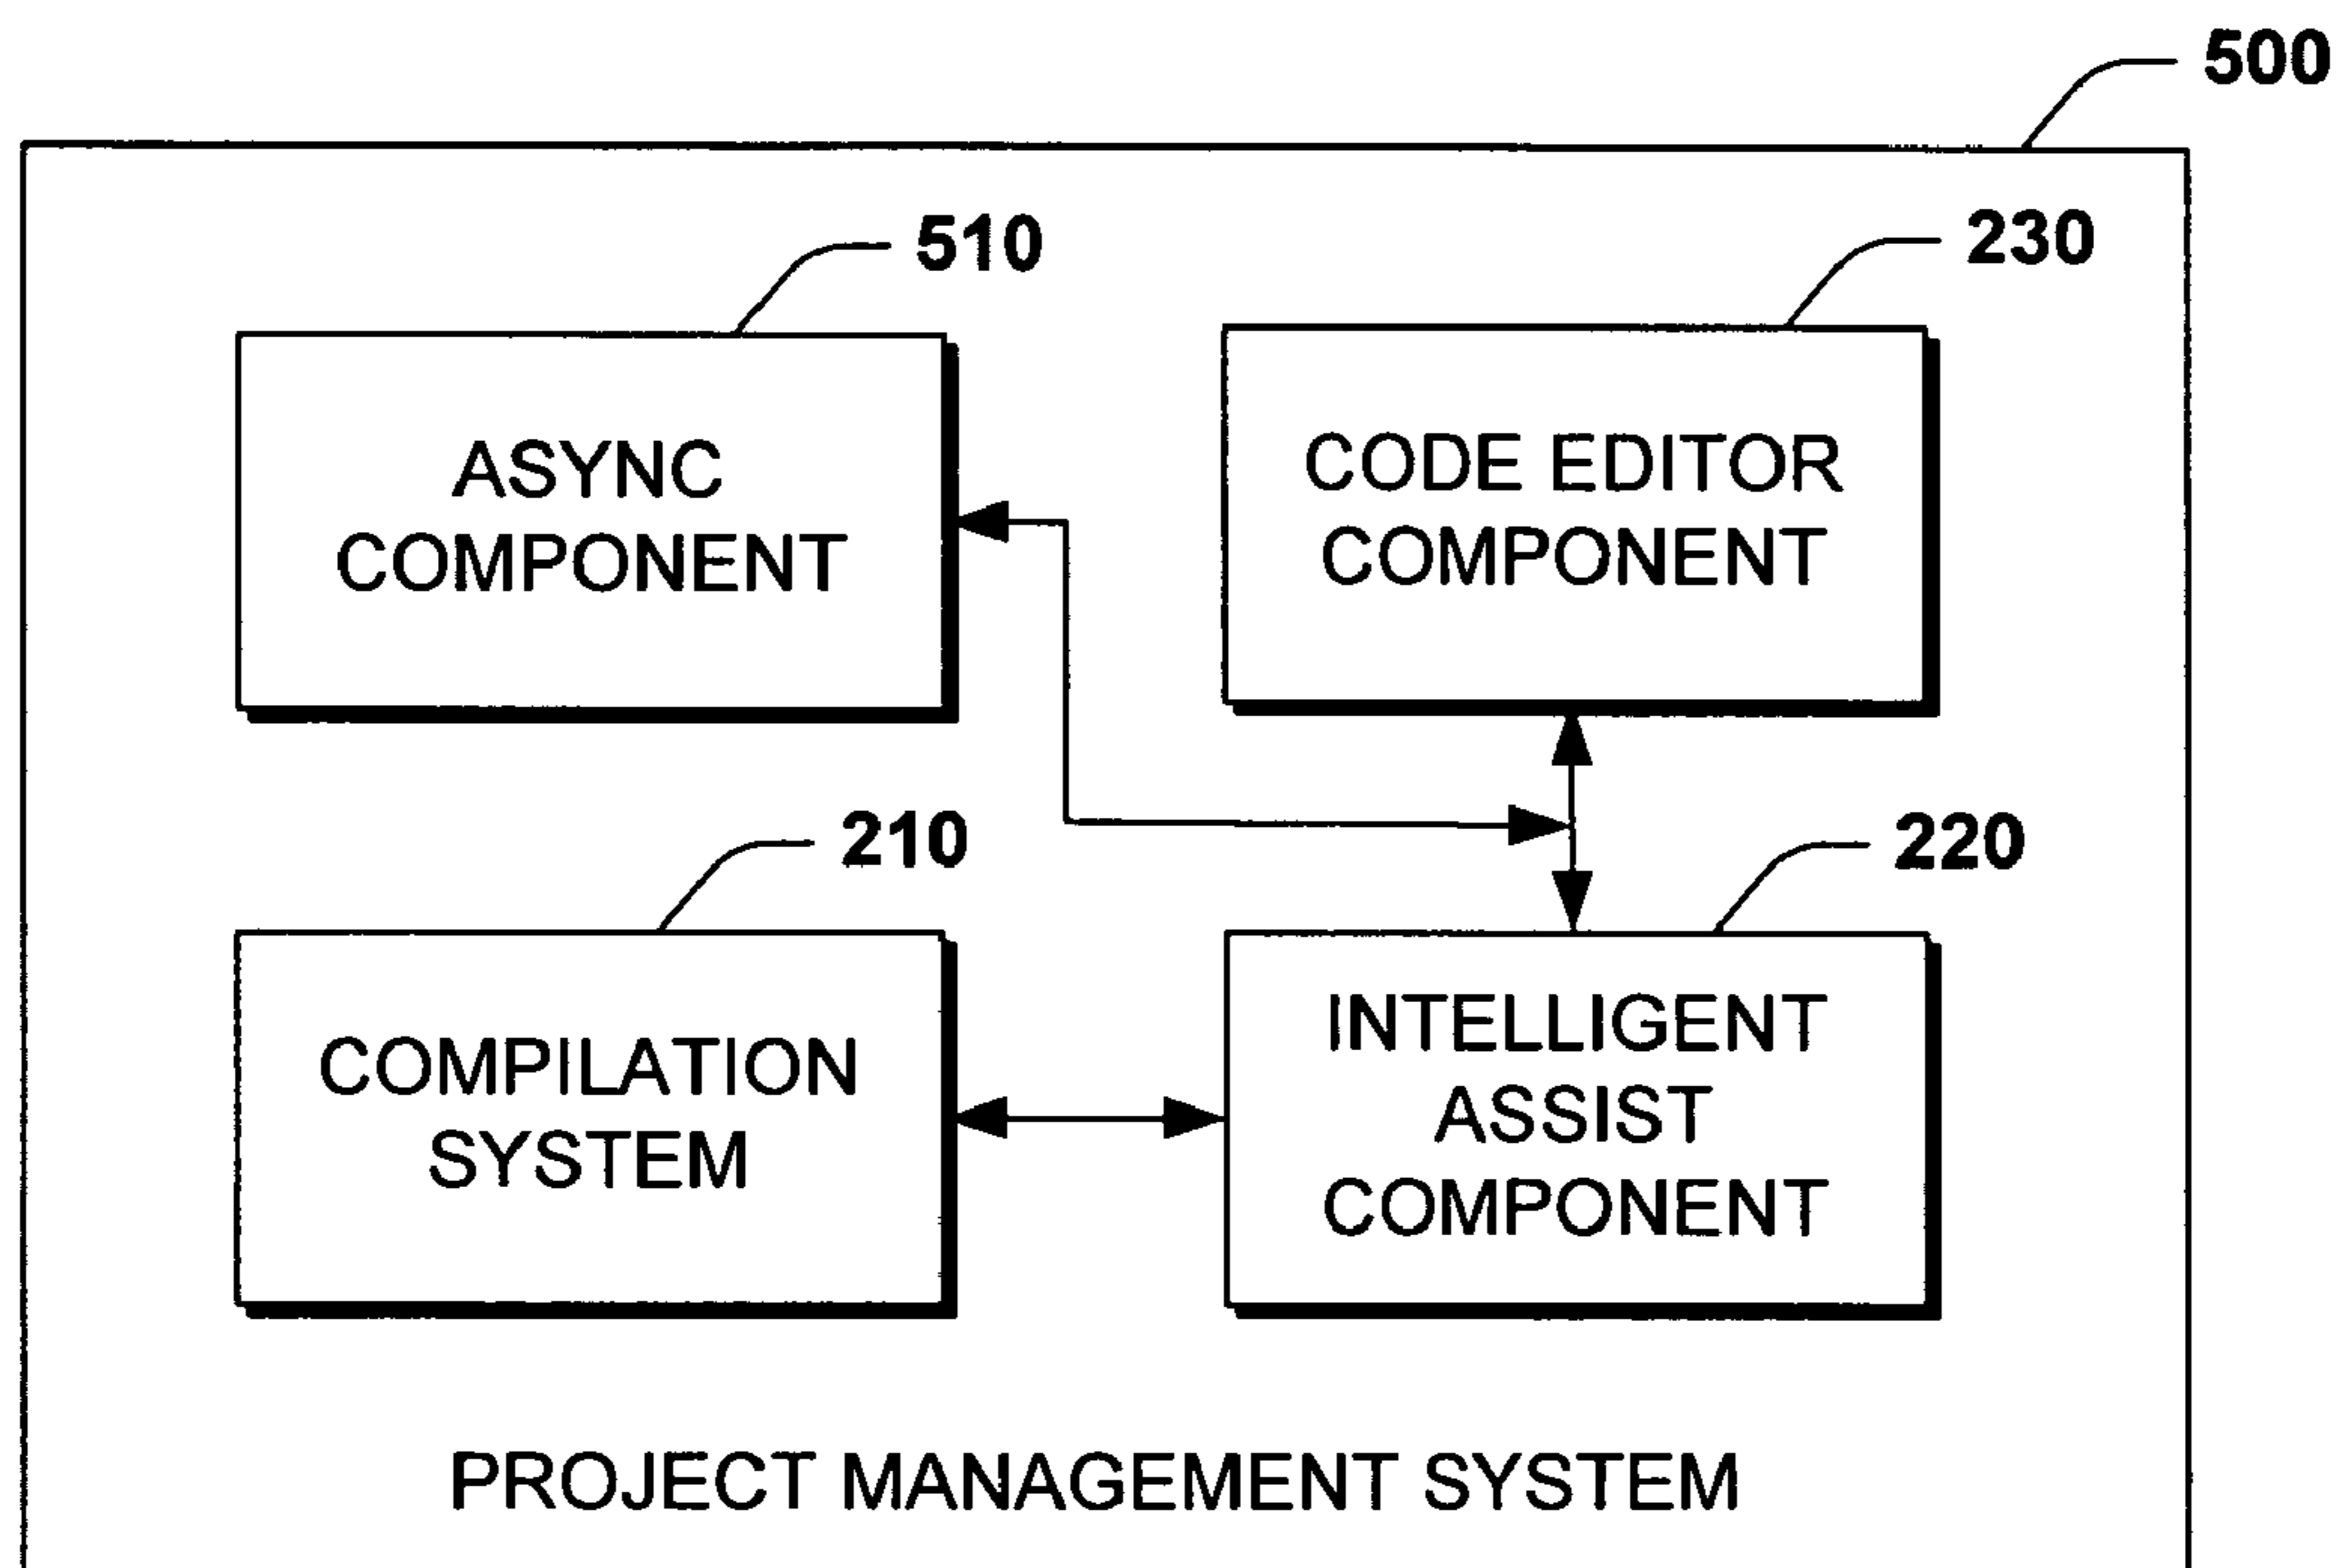 500
510
230
ASYNC
COMPONENT
CODE EDITOR
COMPONENT
210
220
COMPILATION
SYSTEM
INTELLIGENT
ASSIST
COMPONENT
PROJECT MANAGEMENT SYSTEM